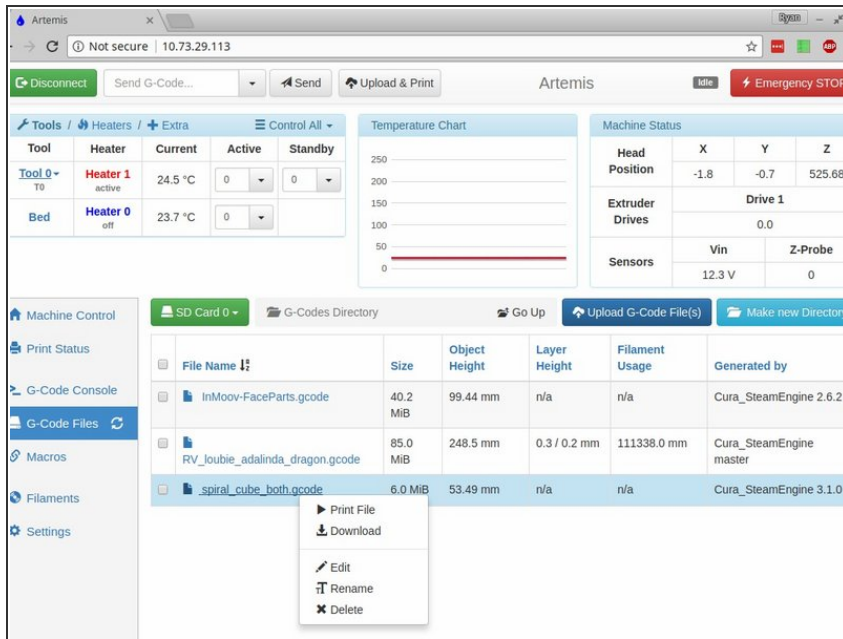 Artemis
Ryan
Not secure | 10.73.29.113
ABP
Disconnect Send G-Code... Send Upload & Print Artemis Idle Emergency STOP
Tools / Heaters / Extra Control All
Tool Heater Current Active Standby
Tool 0 Heater 1 24.5 °C 0 0
T0 active
Bed Heater 0 23.7 °C 0
off
Temperature Chart
250
200
150
100
50
0
Machine Status
Head Position X Y Z
-1.8 -0.7 525.68
Extruder Drives Drive 1
0.0
Sensors Vin Z-Probe
12.3 V 0
Machine Control
Print Status
G-Code Console
G-Code Files
Macros
Filaments
Settings
SD Card 0 G-Codes Directory Go Up Upload G-Code File(s) Make new Directory
File Name Size Object Height Layer Height Filament Usage Generated by
InMoov-FaceParts.gcode 40.2 MiB 99.44 mm n/a n/a Cura_SteamEngine 2.6.2
RV_loubie_adalinda_dragon.gcode 85.0 MiB 248.5 mm 0.3 / 0.2 mm 111338.0 mm Cura_SteamEngine master
spiral_cube_both.gcode 6.0 MiB 53.49 mm n/a n/a Cura_SteamEngine 3.1.0
Print File
Download
Edit
Rename
Delete